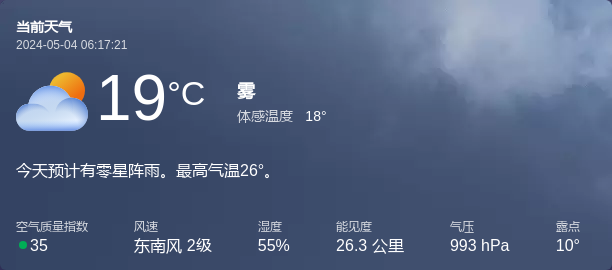 当前天气
2024-05-04 06:17:21
19°C
雾
体感温度 18°
今天预计有零星阵雨。最高气温26°。
空气质量指数 风速 湿度 能见度 气压 露点
35 东南风 2级 55% 26.3 公里 993 hPa 10°